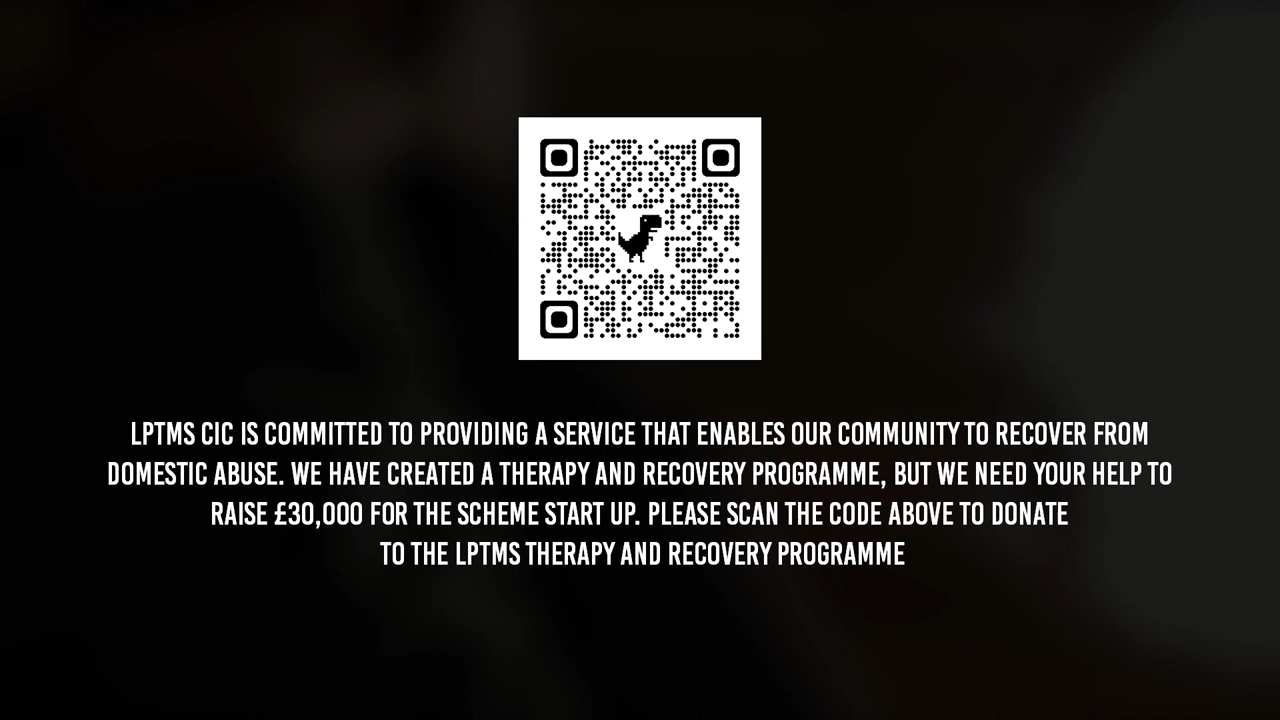 LPTMS CIC IS COMMITTED TO PROVIDING A SERVICE THAT ENABLES OUR COMMUNITY TO RECOVER FROM
DOMESTIC ABUSE. WE HAVE CREATED A THERAPY AND RECOVERY PROGRAMME, BUT WE NEED YOUR HELP TO
RAISE £30,000 FOR THE SCHEME START UP. PLEASE SCAN THE CODE ABOVE TO DONATE
TO THE LPTMS THERAPY AND RECOVERY PROGRAMME